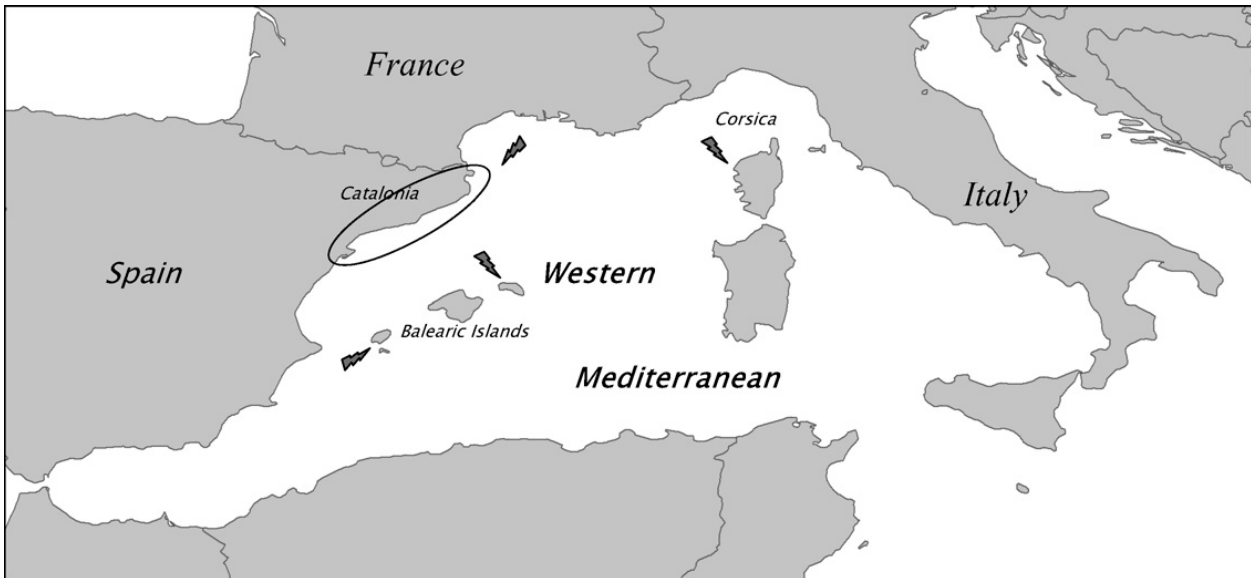 France
Corsica
Catalonia
Italy
Spain
Western
Balearic Islands
Mediterranean